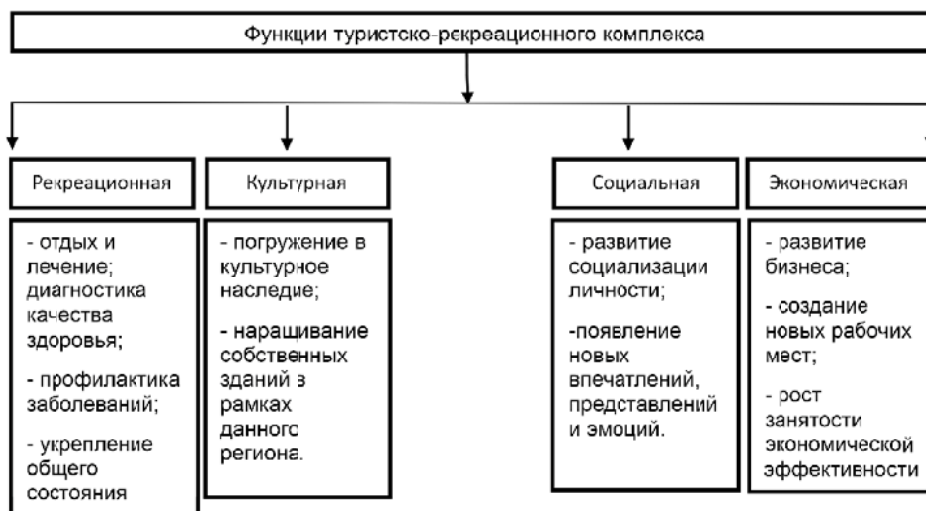 Функции туристско-рекреационного комплекса
Рекреационная
Культурная
Социальная
Экономическая
- отдых и
лечение;
диагностика
качества
здоровья;
- профилактика
заболеваний;
- укрепление
общего
состояния
- погружение в
культурное
наследие;
- наращивание
собственных
зданий в
рамках
данного
региона.
- развитие
социализации
личности;
-появление
новых
впечатлений,
представлений
и эмоций.
- развитие
бизнеса;
- создание
новых рабочих
мест;
- рост
занятости
экономической
эффективности